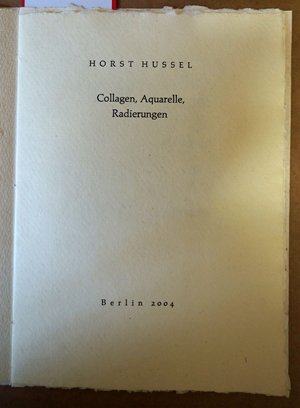 HORST HUSSEL
Collagen, Aquarelle,
Radierungen
Berlin 2004